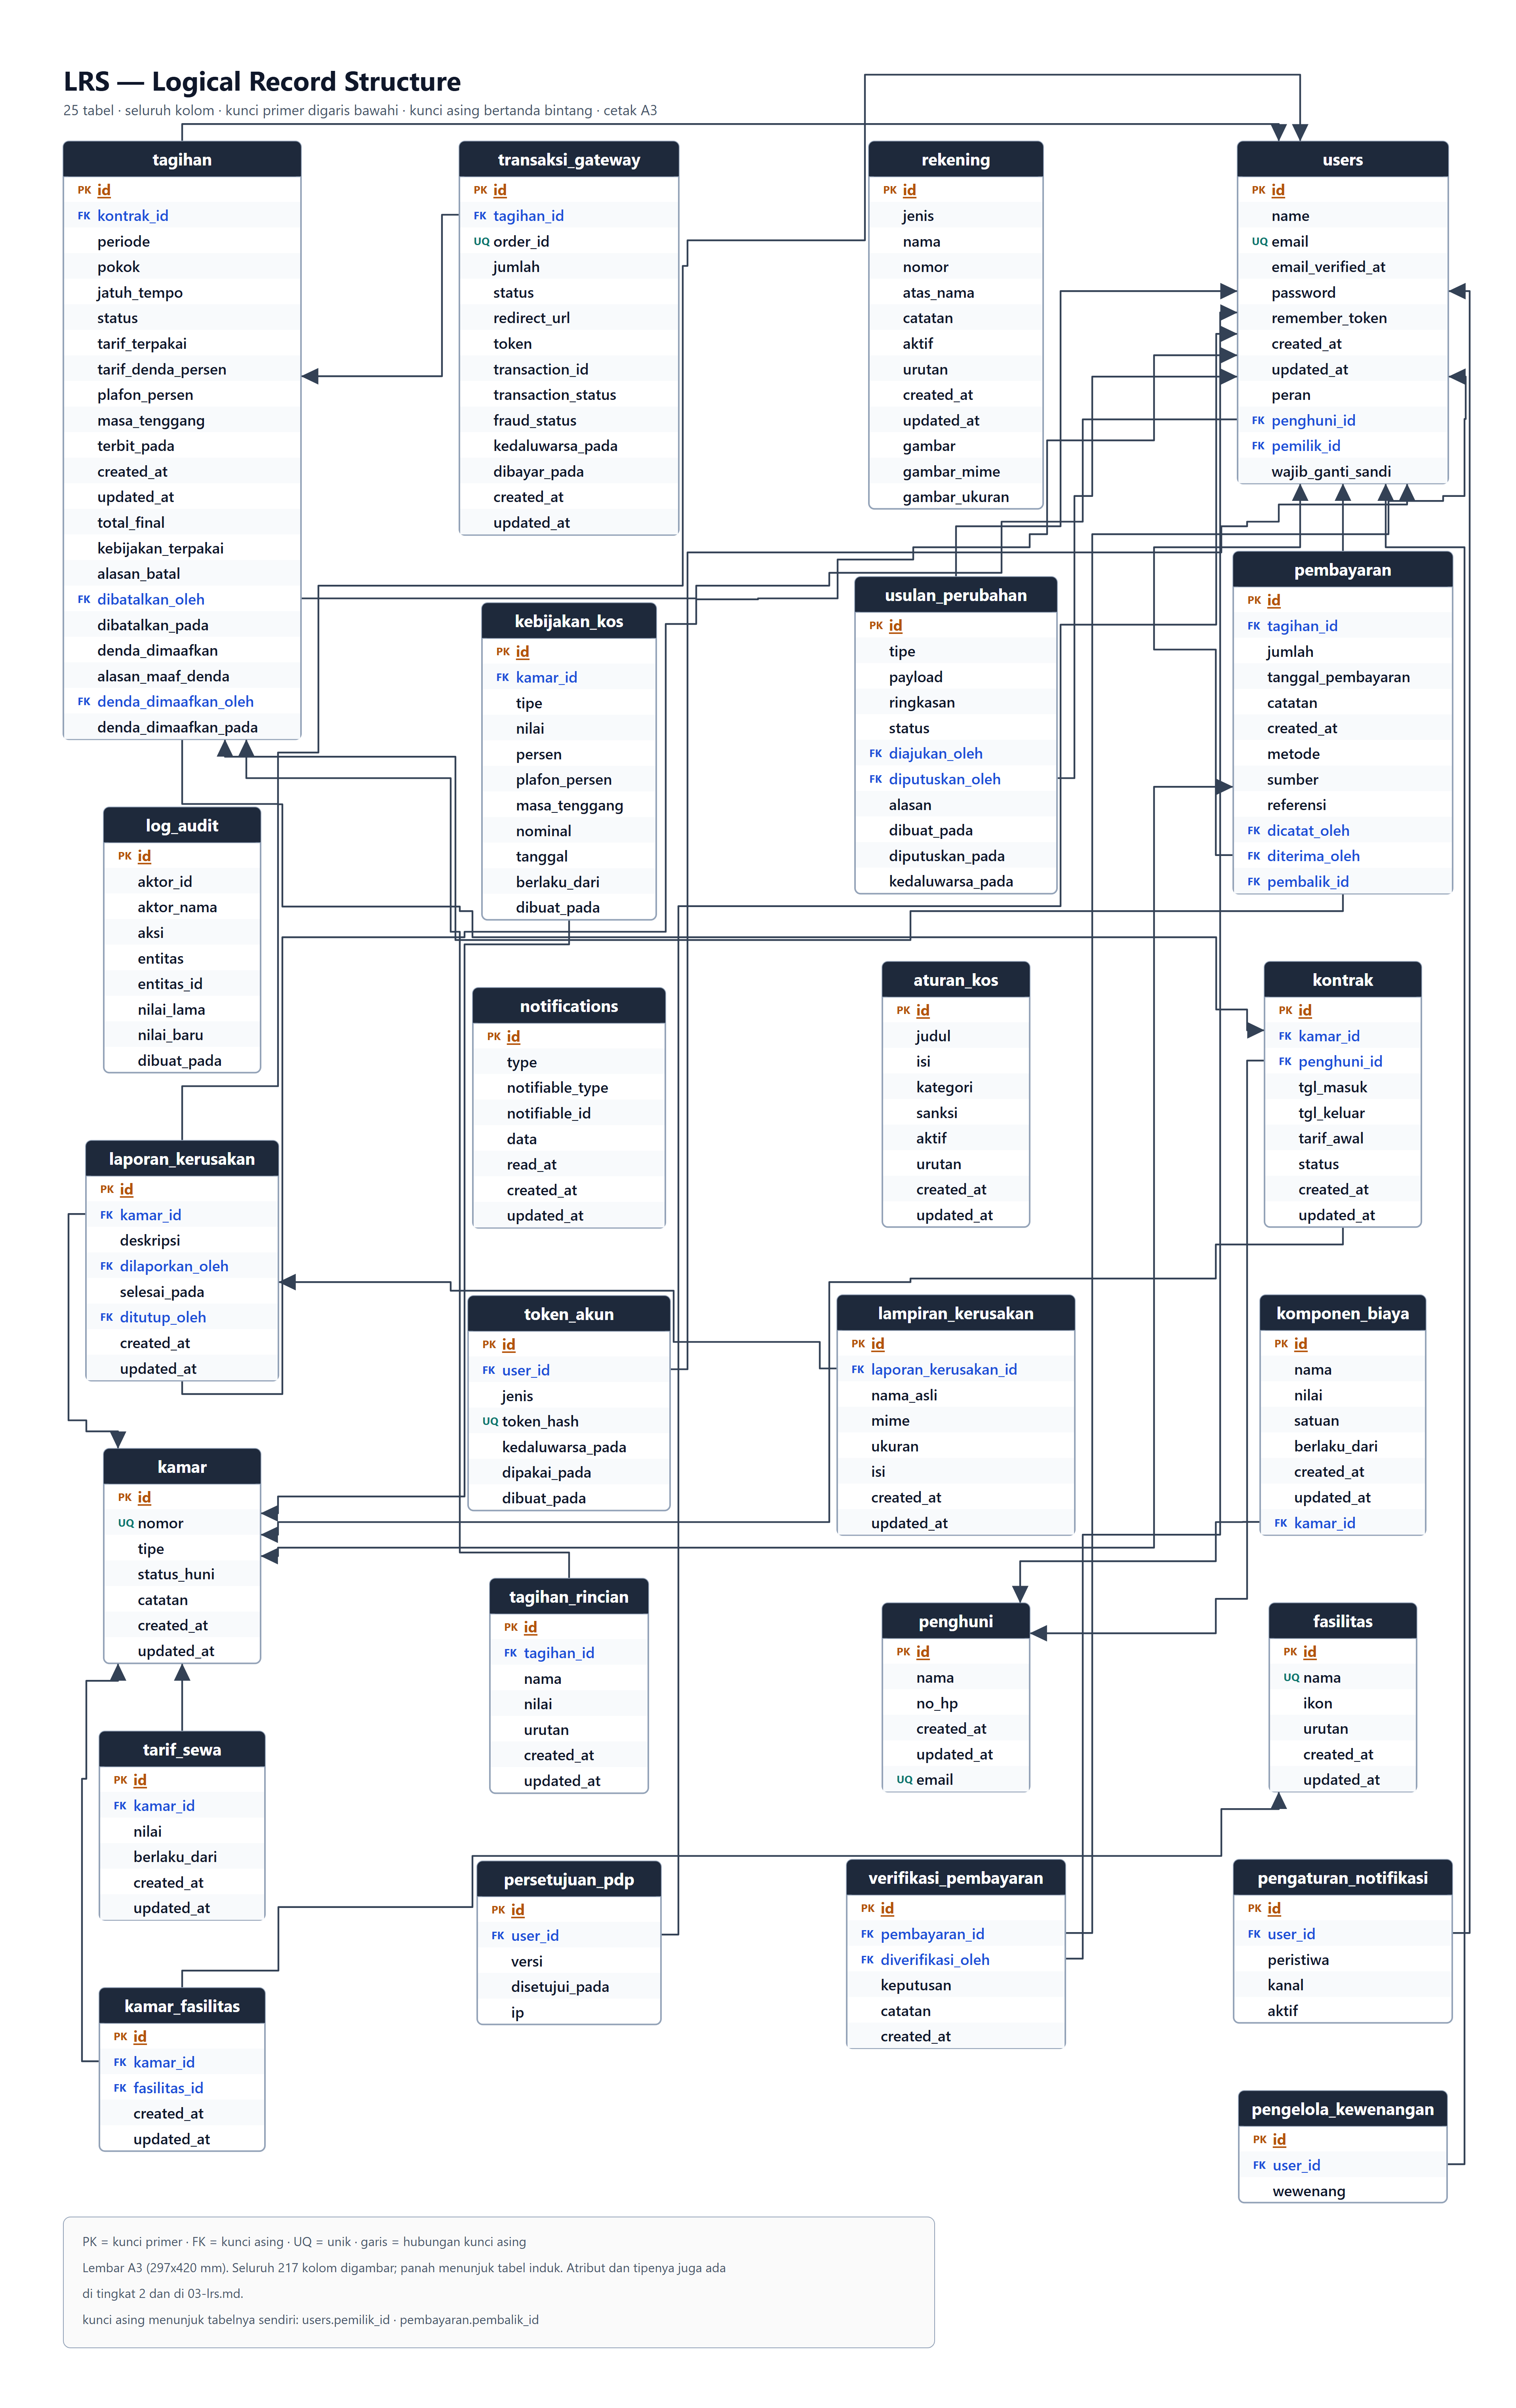 LRS — Logical Record Structure
25 tabel · seluruh kolom · kunci primer digaris bawahi · kunci asing bertanda bintang · cetak A3
tagihan
PK id
FK kontrak_id
periode
pokok
jatuh_tempo
status
tarif_terpakai
tarif_denda_persen
plafon_persen
masa_tenggang
terbit_pada
created_at
updated_at
total_final
kebijakan_terpakai
alasan_batal
FK dibatalkan_oleh
dibatalkan_pada
denda_dimaafkan
alasan_maaf_denda
FK denda_dimaafkan_oleh
denda_dimaafkan_pada
transaksi_gateway
PK id
FK tagihan_id
UQ order_id
jumlah
status
redirect_url
token
transaction_id
transaction_status
fraud_status
kedaluwarsa_pada
dibayar_pada
created_at
updated_at
rekening
PK id
jenis
nama
nomor
atas_nama
catatan
aktif
urutan
created_at
updated_at
gambar
gambar_mime
gambar_ukuran
users
PK id
name
UQ email
email_verified_at
password
remember_token
created_at
updated_at
peran
FK penghuni_id
FK pemilik_id
wajib_ganti_sandi
kebijakan_kos
PK id
FK kamar_id
tipe
nilai
persen
plafon_persen
masa_tenggang
nominal
tanggal
berlaku_dari
dibuat_pada
usulan_perubahan
PK id
tipe
payload
ringkasan
status
FK diajukan_oleh
FK diputuskan_oleh
alasan
dibuat_pada
diputuskan_pada
kedaluwarsa_pada
pembayaran
PK id
FK tagihan_id
jumlah
tanggal_pembayaran
catatan
created_at
metode
sumber
referensi
FK dicatat_oleh
FK diterima_oleh
FK pembalik_id
log_audit
PK id
aktor_id
aktor_nama
aksi
entitas
entitas_id
nilai_lama
nilai_baru
dibuat_pada
notifications
PK id
type
notifiable_type
notifiable_id
data
read_at
created_at
updated_at
aturan_kos
PK id
judul
isi
kategori
sanksi
aktif
urutan
created_at
updated_at
kontrak
PK id
FK kamar_id
FK penghuni_id
tgl_masuk
tgl_keluar
tarif_awal
status
created_at
updated_at
laporan_kerusakan
PK id
FK kamar_id
deskripsi
FK dilaporkan_oleh
selesai_pada
FK ditutup_oleh
created_at
updated_at
token_akun
PK id
FK user_id
jenis
UQ token_hash
kedaluwarsa_pada
dipakai_pada
dibuat_pada
lampiran_kerusakan
PK id
FK laporan_kerusakan_id
nama_asli
mime
ukuran
isi
created_at
updated_at
komponen_biaya
PK id
nama
nilai
satuan
berlaku_dari
created_at
updated_at
FK kamar_id
kamar
PK id
UQ nomor
tipe
status_huni
catatan
created_at
updated_at
tagihan_rincian
PK id
FK tagihan_id
nama
nilai
urutan
created_at
updated_at
penghuni
PK id
nama
no_hp
created_at
updated_at
UQ email
fasilitas
PK id
UQ nama
ikon
urutan
created_at
updated_at
tarif_sewa
PK id
FK kamar_id
nilai
berlaku_dari
created_at
updated_at
persetujuan_pdp
PK id
FK user_id
versi
disetujui_pada
ip
verifikasi_pembayaran
PK id
FK pembayaran_id
FK diverifikasi_oleh
keputusan
catatan
created_at
pengaturan_notifikasi
PK id
FK user_id
peristiwa
kanal
aktif
kamar_fasilitas
PK id
FK kamar_id
FK fasilitas_id
created_at
updated_at
pengelola_kewenangan
PK id
FK user_id
wewenang
PK = kunci primer · FK = kunci asing · UQ = unik · garis = hubungan kunci asing
Lembar A3 (297x420 mm). Seluruh 217 kolom digambar; panah menunjuk tabel induk. Atribut dan tipenya juga ada
di tingkat 2 dan di 03-lrs.md.
kunci asing menunjuk tabelnya sendiri: users.pemilik_id · pembayaran.pembalik_id